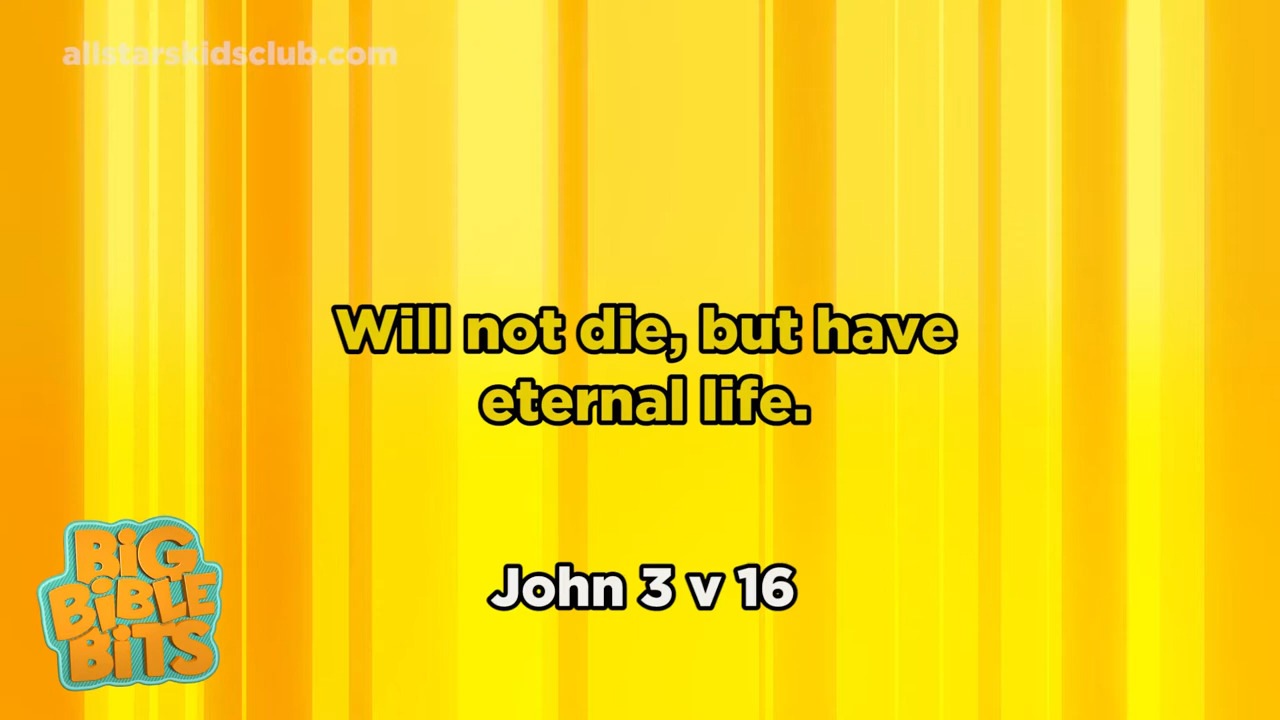 allstarskidsclub.com
Will not die, but have
eternal life.
John 3 v 16
BiG
BiBLE
BiTS